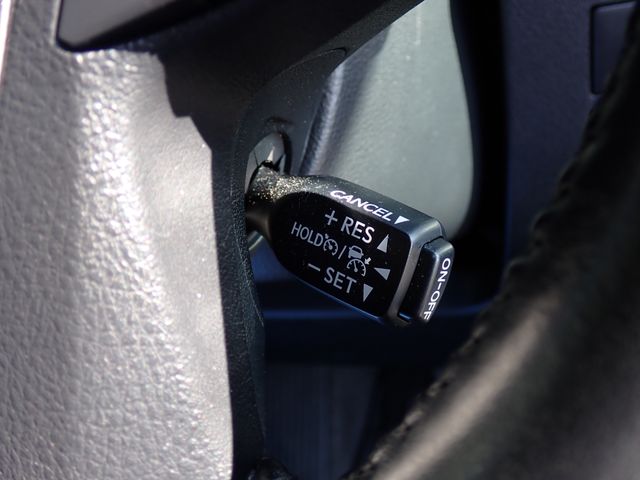 CANCEL
+ RES
HOLD /
- SET
ON-OFF